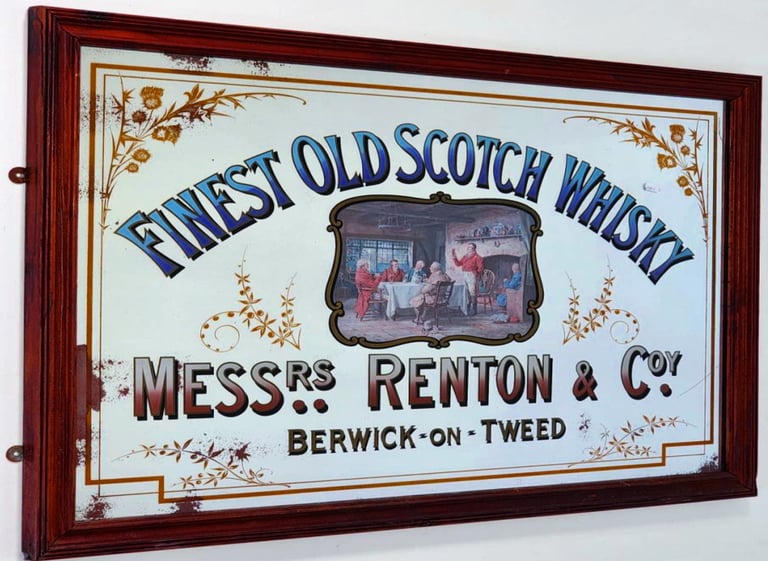 FINEST OLD SCOTCH WHISKY
MESSRS. RENTON & COY.
BERWICK-ON-TWEED